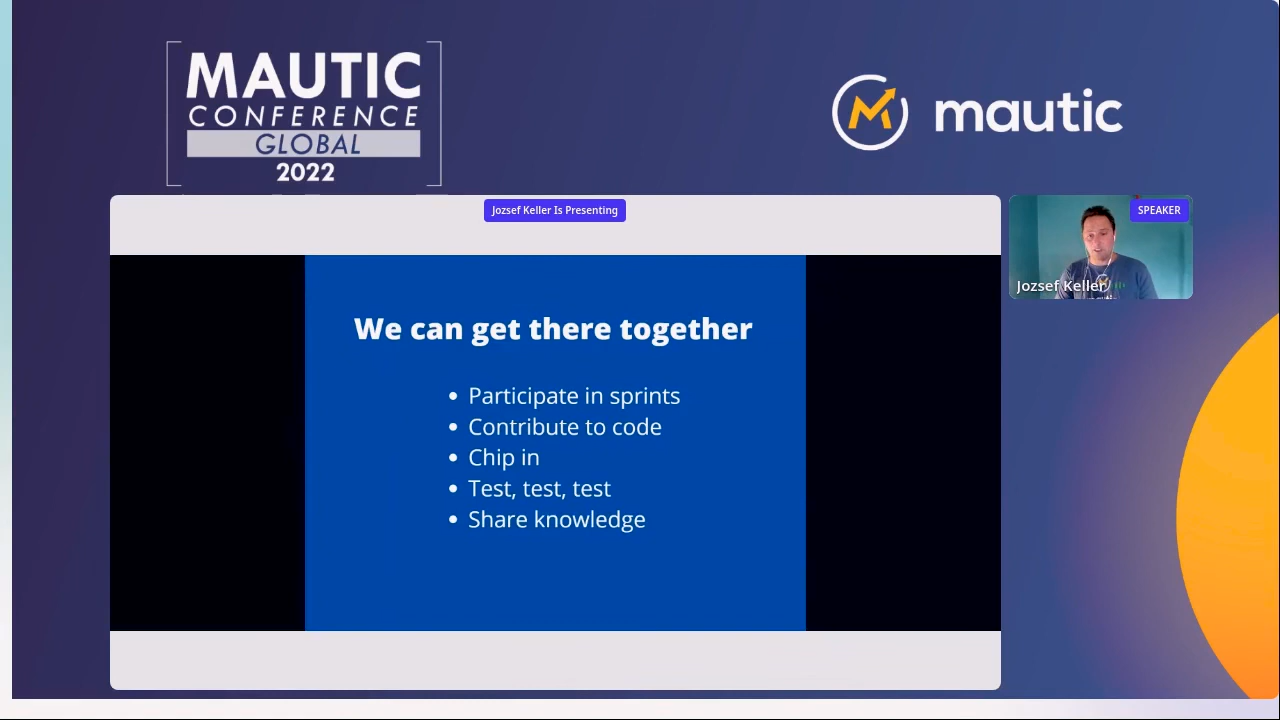 MAUTIC
CONFERENCE
GLOBAL
2022
mautic
Jozsef Keller Is Presenting
SPEAKER
Jozsef Keller
We can get there together
• Participate in sprints
• Contribute to code
• Chip in
• Test, test, test
• Share knowledge